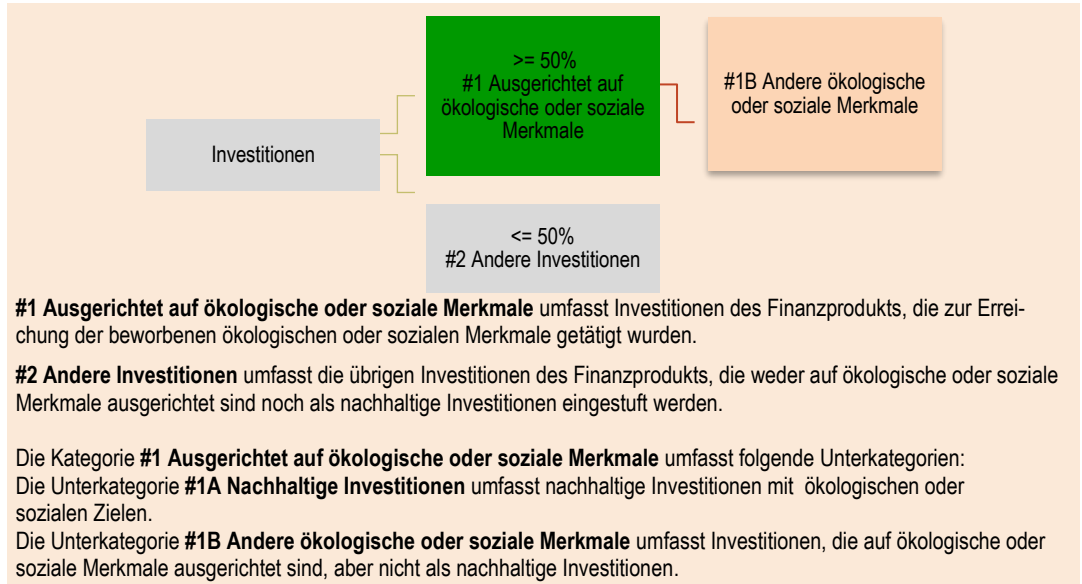 >= 50%
#1 Ausgerichtet auf
ökologische oder soziale
Merkmale
#1B Andere ökologische
oder soziale Merkmale
Investitionen
<= 50%
#2 Andere Investitionen
#1 Ausgerichtet auf ökologische oder soziale Merkmale umfasst Investitionen des Finanzprodukts, die zur Errei-
chung der beworbenen ökologischen oder sozialen Merkmale getätigt wurden.
#2 Andere Investitionen umfasst die übrigen Investitionen des Finanzprodukts, die weder auf ökologische oder soziale
Merkmale ausgerichtet sind noch als nachhaltige Investitionen eingestuft werden.
Die Kategorie #1 Ausgerichtet auf ökologische oder soziale Merkmale umfasst folgende Unterkategorien:
Die Unterkategorie #1A Nachhaltige Investitionen umfasst nachhaltige Investitionen mit ökologischen oder
sozialen Zielen.
Die Unterkategorie #1B Andere ökologische oder soziale Merkmale umfasst Investitionen, die auf ökologische oder
soziale Merkmale ausgerichtet sind, aber nicht als nachhaltige Investitionen.